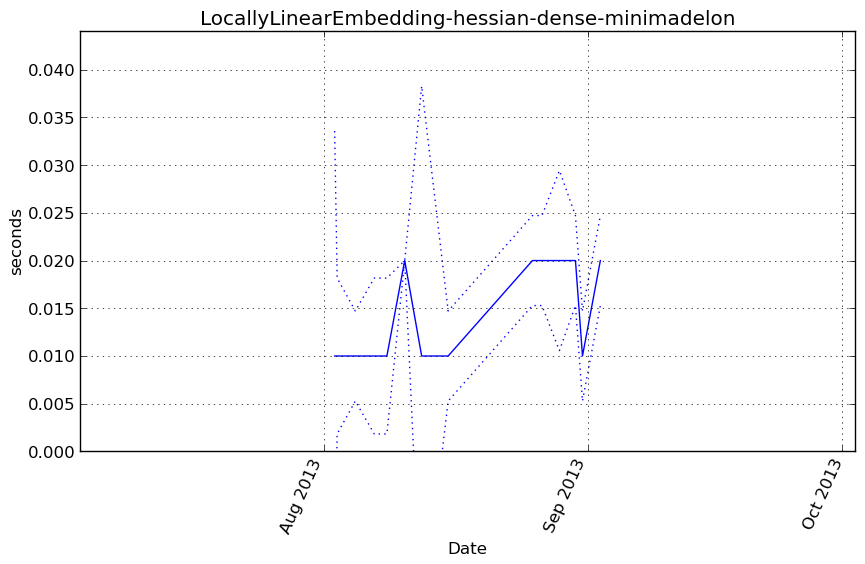 LocallyLinearEmbedding-hessian-dense-minimadelon
0.040
0.035
0.030
0.025
0.020
0.015
0.010
0.005
0.000
seconds
Aug 2013
Sep 2013
Oct 2013
Date